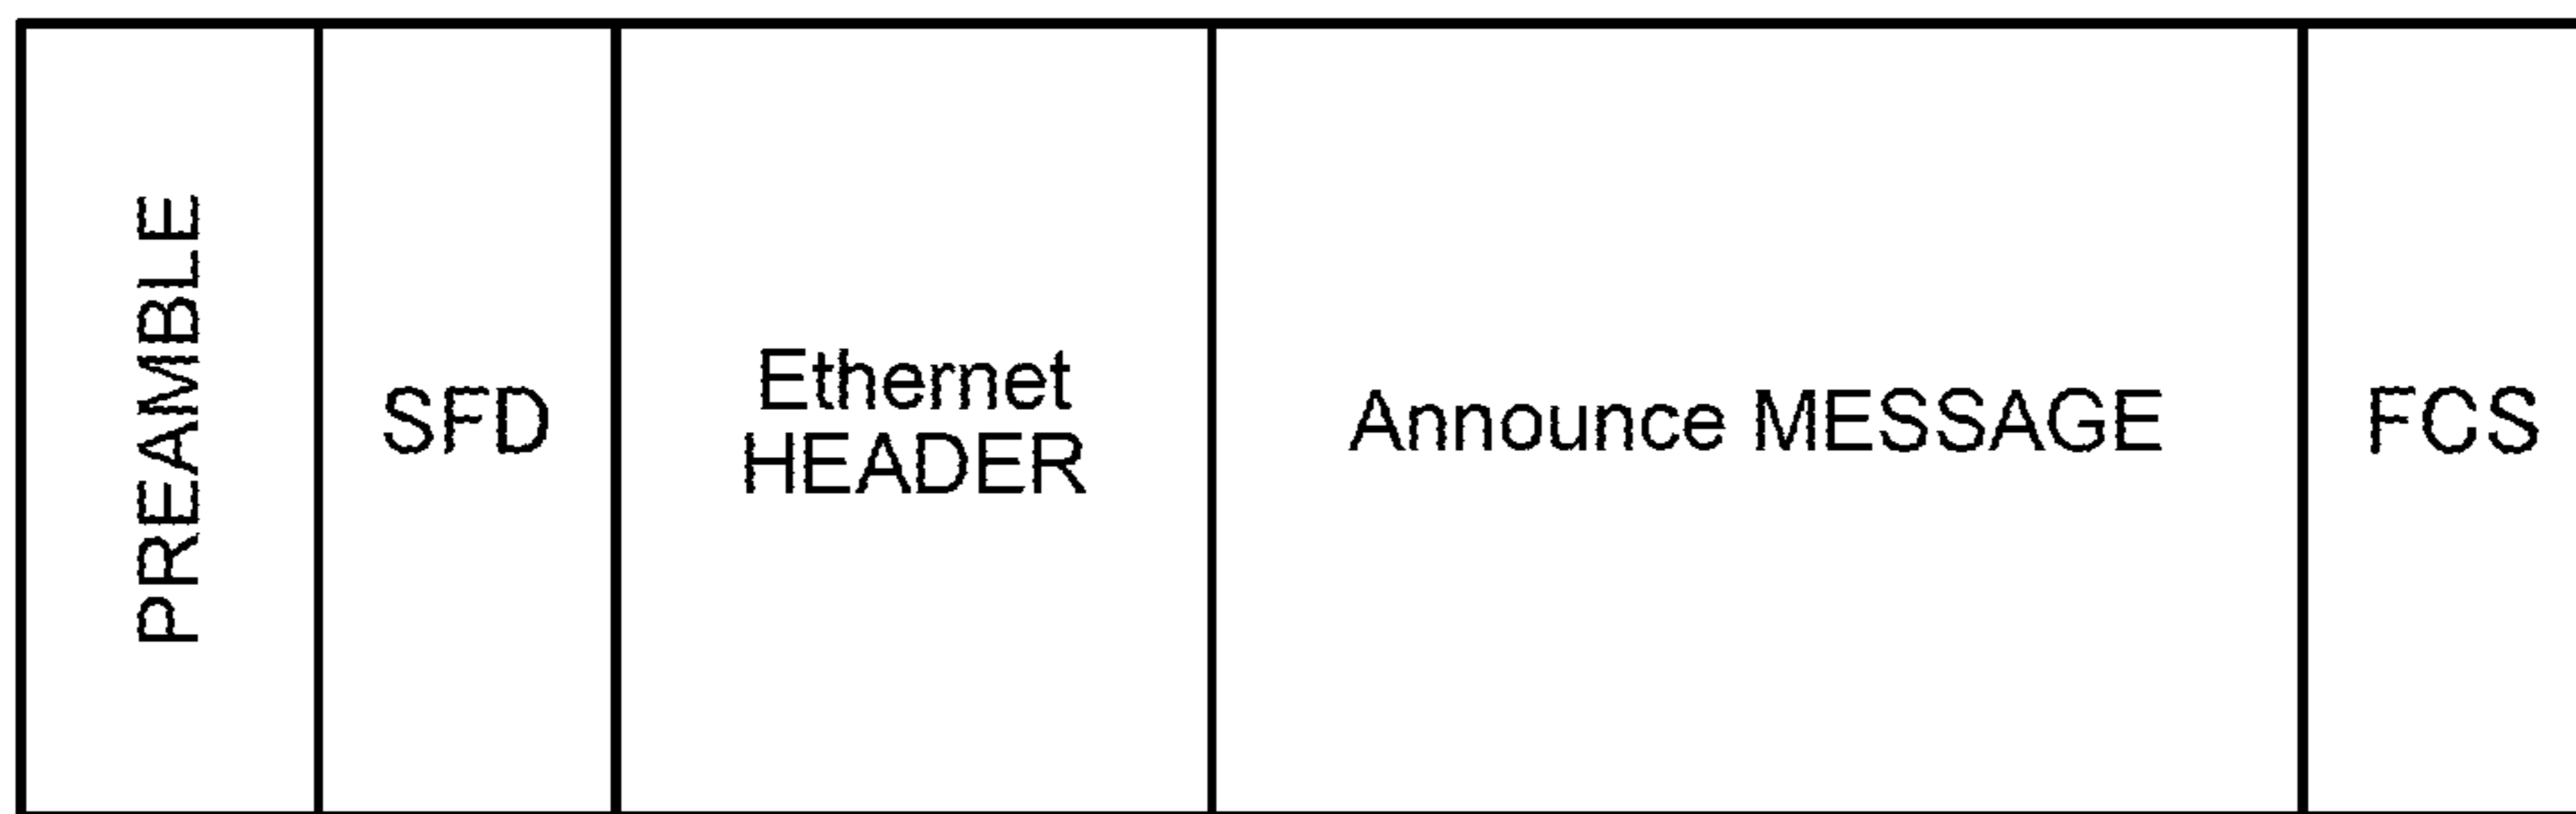 PREAMBLE
SFD
Ethernet
HEADER
Announce MESSAGE
FCS